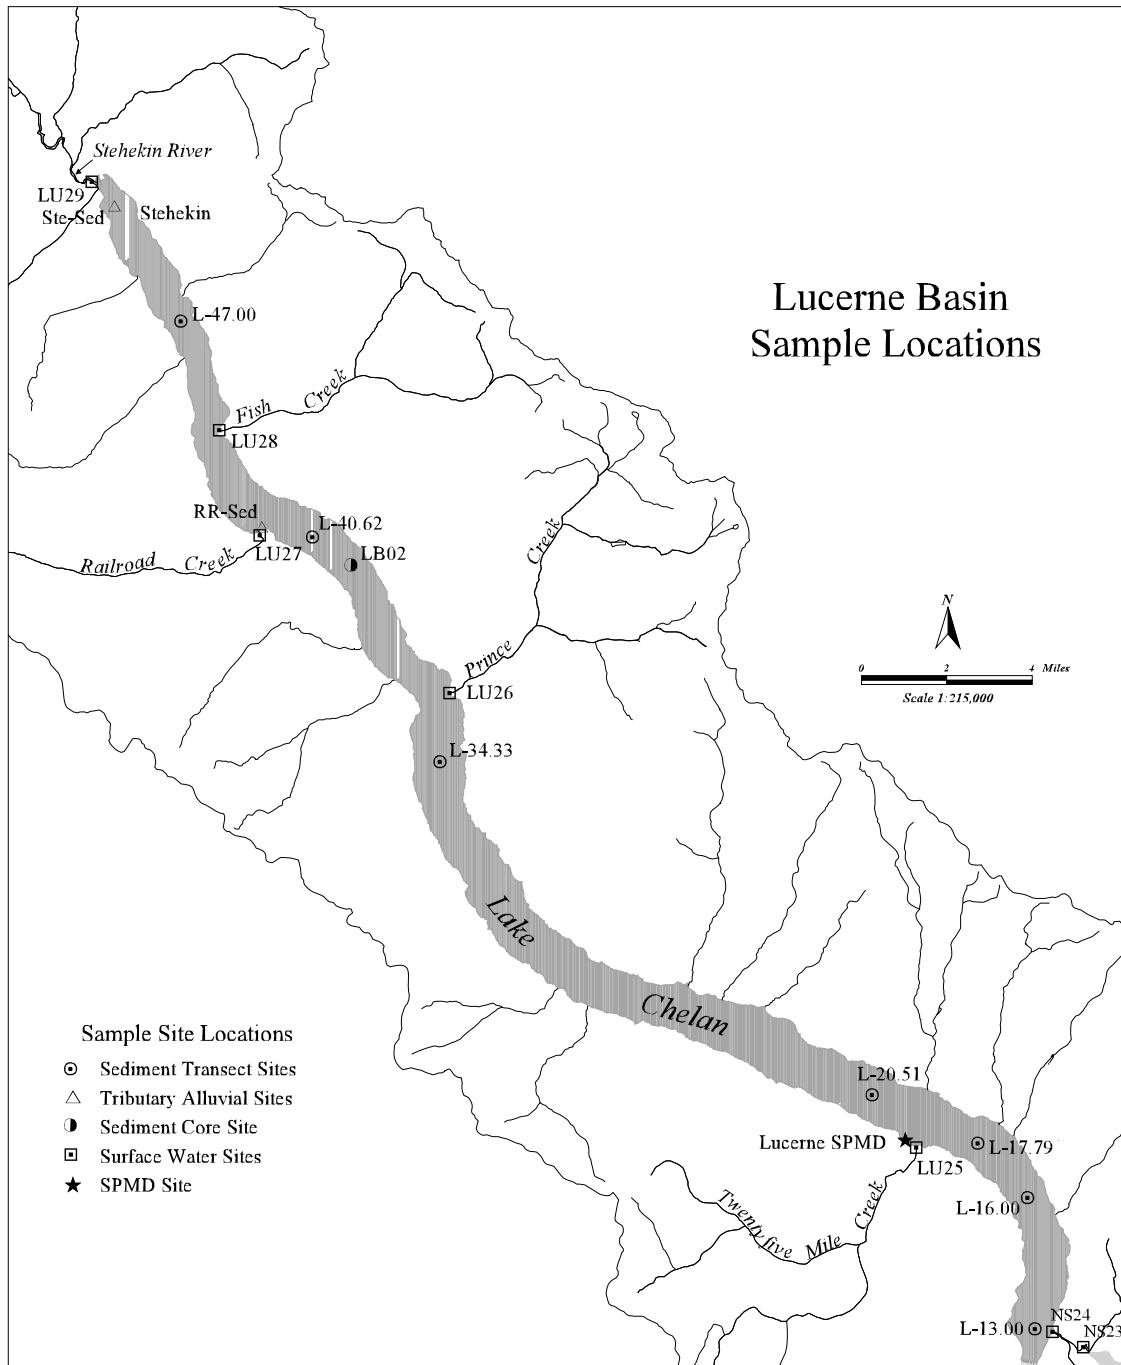 Stehekin River
LU29
Ste-Sed
Stehekin
Lucerne Basin
Sample Locations
L-47.00
Fish Creek
LU28
RR-Sed
L-40.62
LU27
LB02
Railroad Creek
Prince Creek
LU26
N
0 2 4 Miles
Scale 1:215,000
L-34.33
Lake Chelan
Sample Site Locations
Sediment Transect Sites
Tributary Alluvial Sites
Sediment Core Site
Surface Water Sites
SPMD Site
L-20.51
Lucerne SPMD
LU25
L-17.79
L-16.00
Twentyfive Mile Creek
L-13.00
NS24
NS23